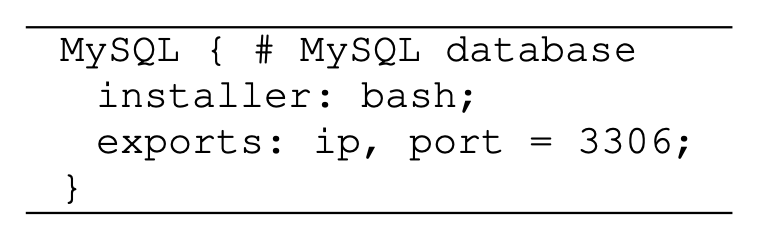 MySQL { # MySQL database
installer: bash;
exports: ip, port = 3306;
}